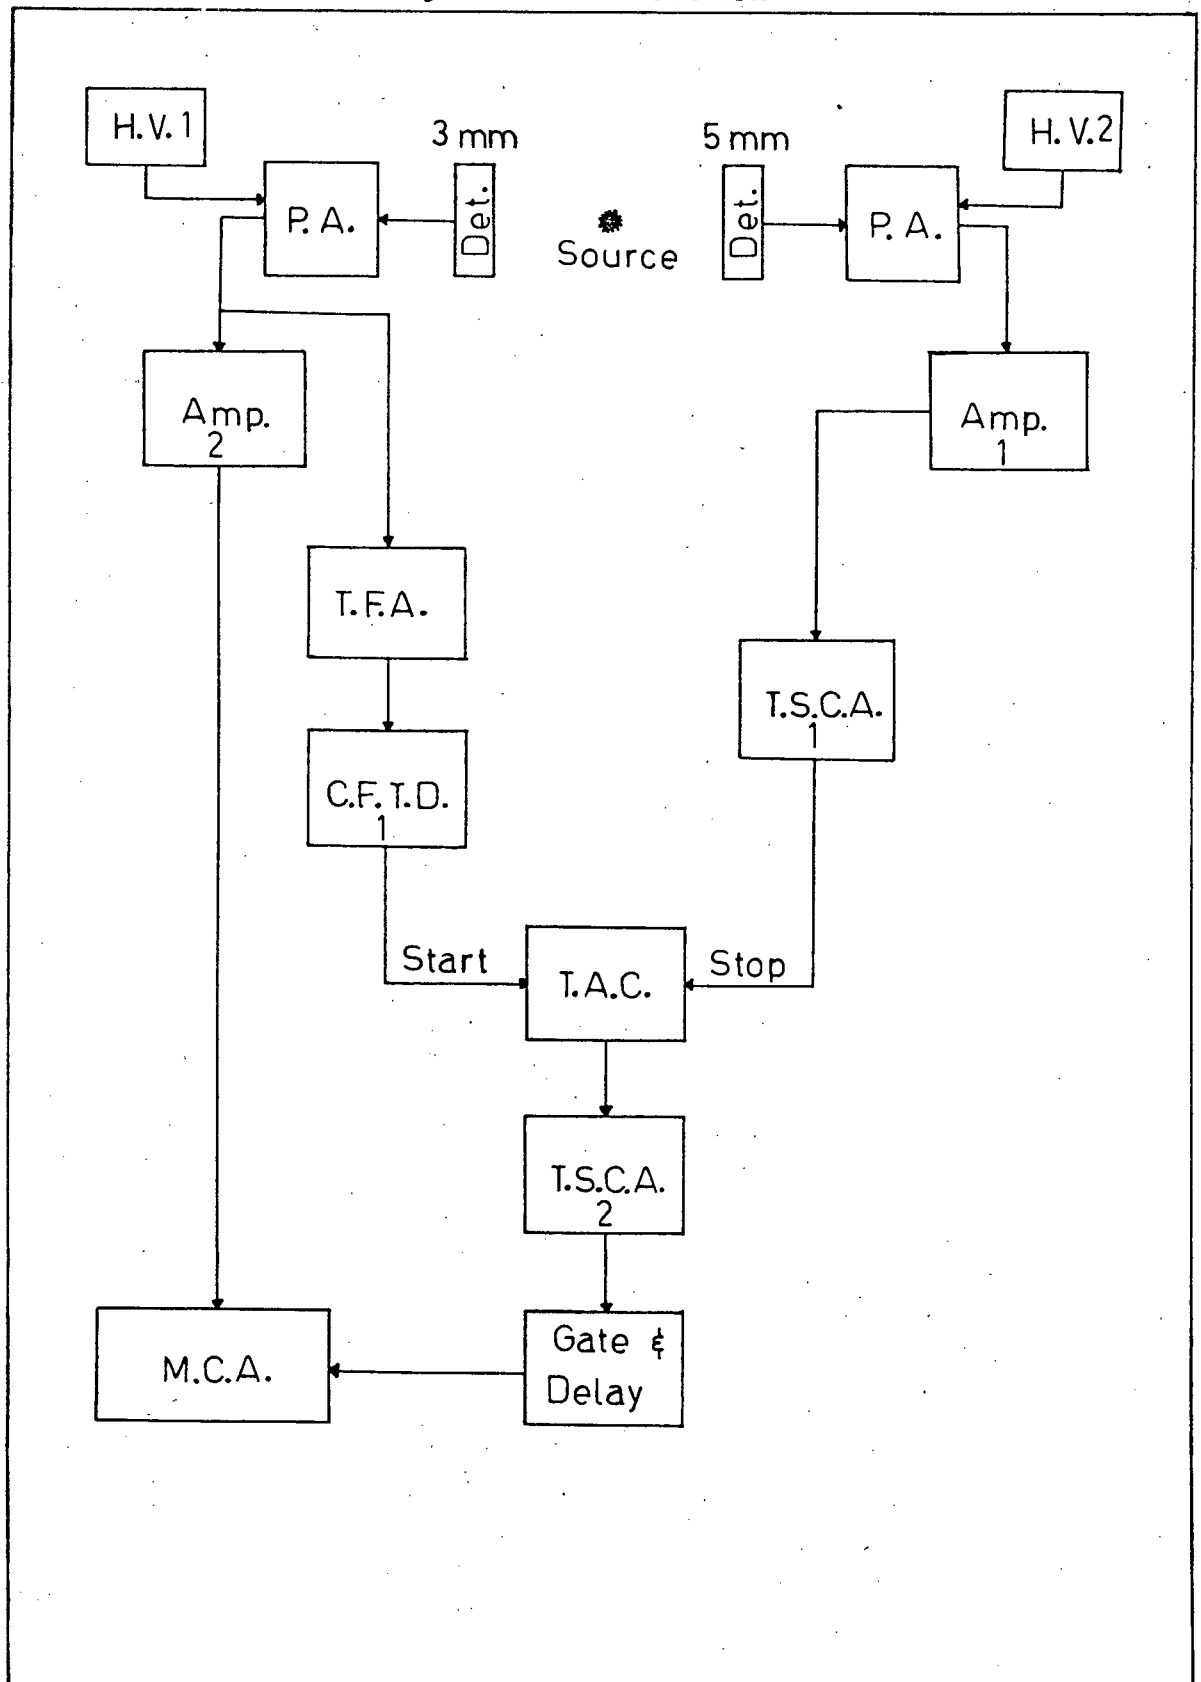 H.V.1
3 mm
5 mm
H.V.2
P. A.
Det.
Source
Det.
P. A.
Amp.
2
Amp.
1
T.F.A.
T.S.C.A.
1
C.F.T.D.
1
Start
T.A.C.
Stop
T.S.C.A.
2
M.C.A.
Gate &
Delay